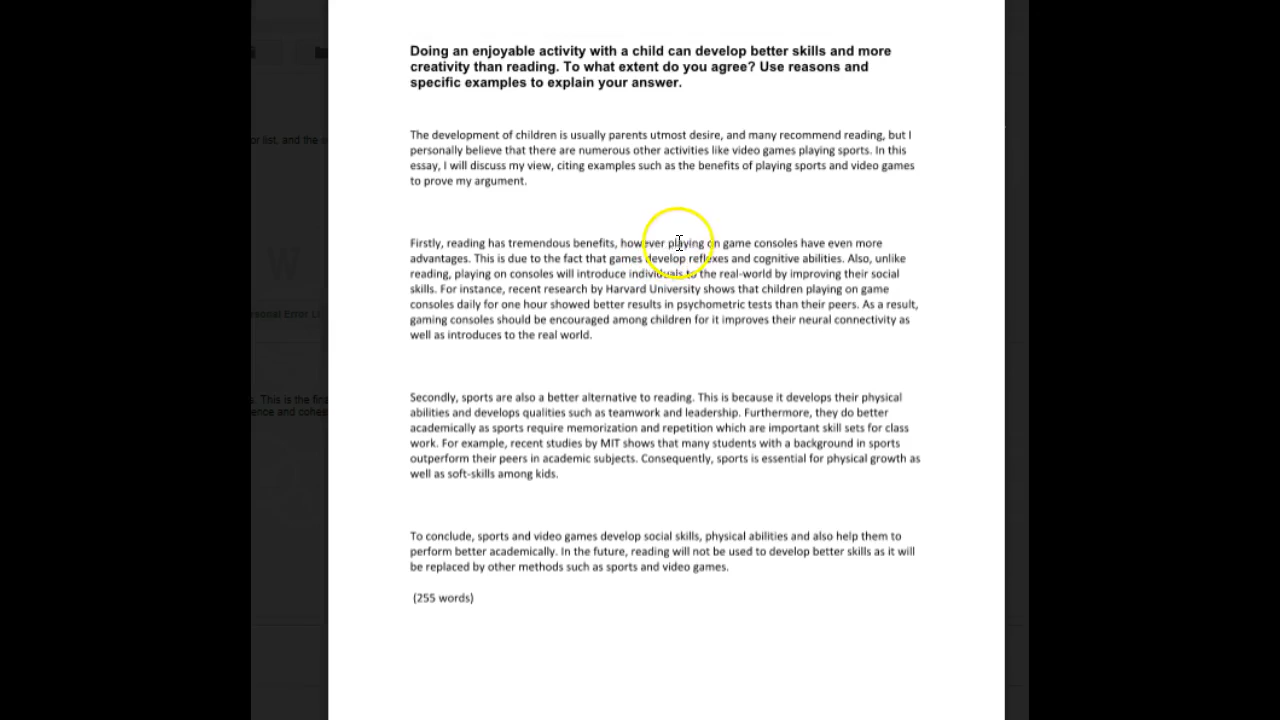 Doing an enjoyable activity with a child can develop better skills and more
creativity than reading. To what extent do you agree? Use reasons and
specific examples to explain your answer.
The development of children is usually parents utmost desire, and many recommend reading, but I
personally believe that there are numerous other activities like video games playing sports. In this
essay, I will discuss my view, citing examples such as the benefits of playing sports and video games
to prove my argument.
Firstly, reading has tremendous benefits, however playing on game consoles have even more
advantages. This is due to the fact that games develop reflexes and cognitive abilities. Also, unlike
reading, playing on consoles will introduce individuals to the real-world by improving their social
skills. For instance, recent research by Harvard University shows that children playing on game
consoles daily for one hour showed better results in psychometric tests than their peers. As a result,
gaming consoles should be encouraged among children for it improves their neural connectivity as
well as introduces to the real world.
Secondly, sports are also a better alternative to reading. This is because it develops their physical
abilities and develops qualities such as teamwork and leadership. Furthermore, they do better
academically as sports require memorization and repetition which are important skill sets for class
work. For example, recent studies by MIT shows that many students with a background in sports
outperform their peers in academic subjects. Consequently, sports is essential for physical growth as
well as soft-skills among kids.
To conclude, sports and video games develop social skills, physical abilities and also help them to
perform better academically. In the future, reading will not be used to develop better skills as it will
be replaced by other methods such as sports and video games.
(255 words)
or list, and the
W
Error Li
s. This is the
ence and